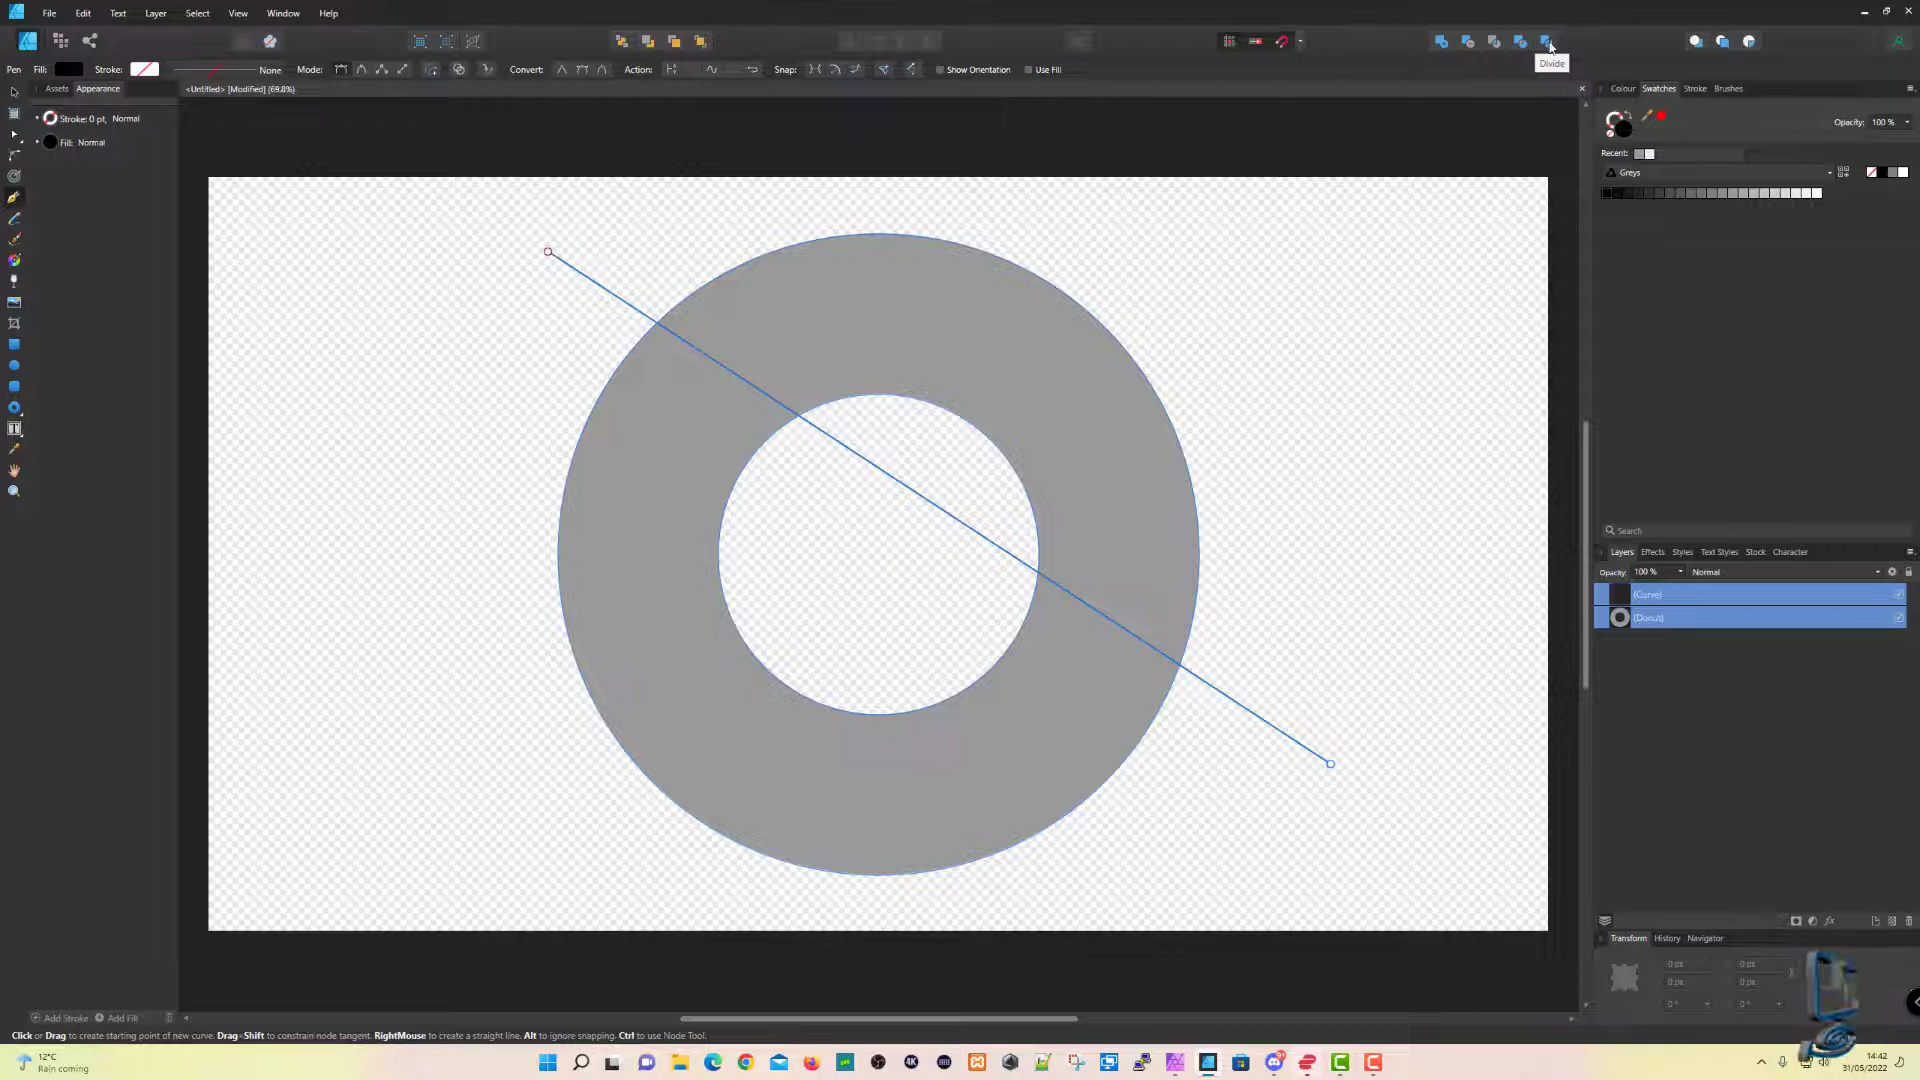 File Edit Text Layer Select View Window Help
Pen Fill: Stroke: None Mode: Convert: Action: Snap: Show Orientation Use Fill
Divide
Assets Appearance
<Untitled> [Modified] (69.8%)
Colour Swatches Stroke Brushes
Stroke: 0 pt, Normal
Fill: Normal
Opacity: 100 %
Recent:
Greys
Search
Layers Effects Styles Text Styles Stock Character
Opacity: 100 % Normal
(Curve)
(Donut)
Transform History Navigator
0 px 0 px
0 px 0 px
0 ° 0 °
Add Stroke Add Fill
Click or Drag to create starting point of new curve. Drag+Shift to constrain node tangent. RightMouse to create a straight line. Alt to ignore snapping. Ctrl to use Node Tool.
12°C
Rain coming
4K
14:42
31/05/2022